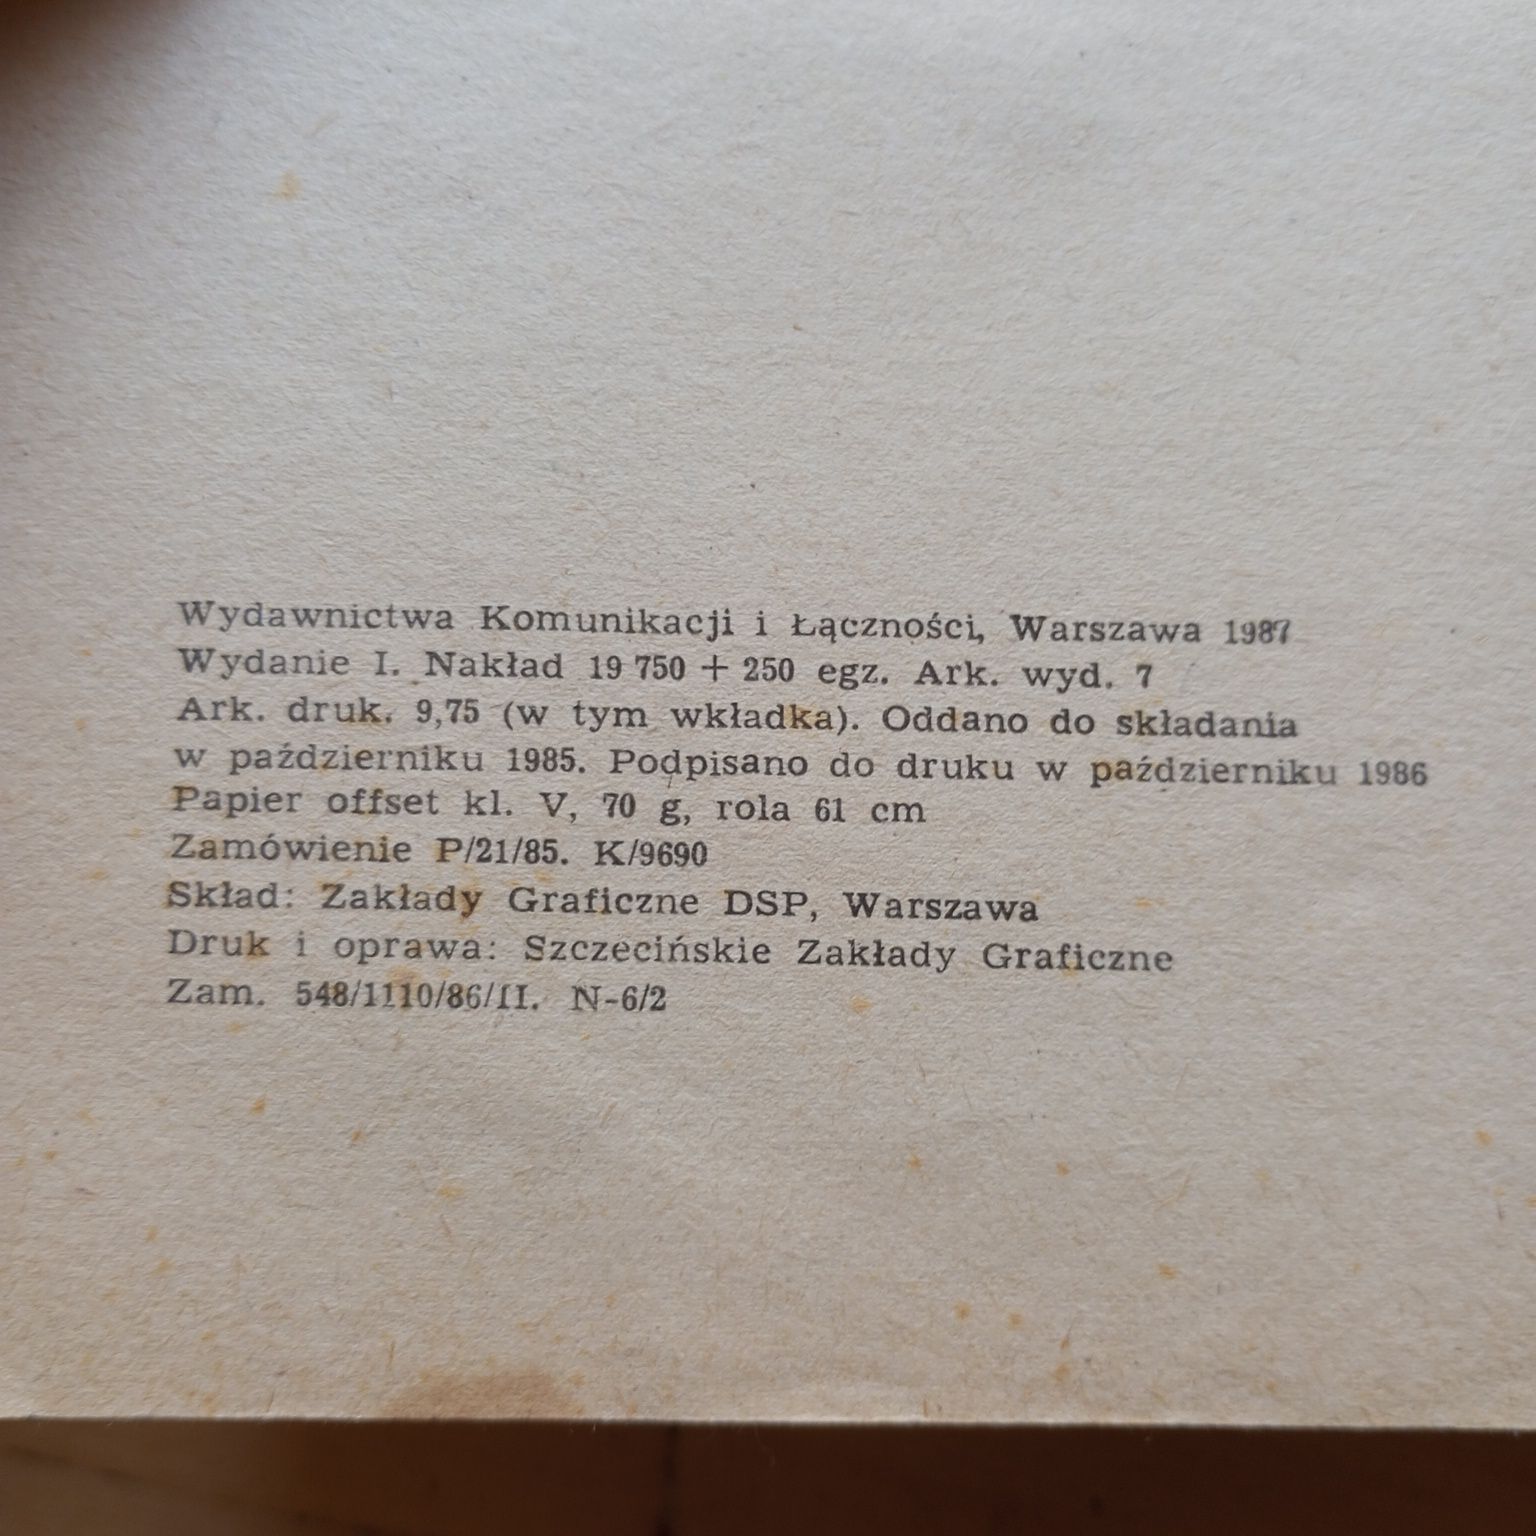 Wydawnictwa Komunikacji i Łączności, Warszawa 1987
Wydanie I. Nakład 19 750 + 250 egz. Ark. wyd. 7
Ark. druk. 9,75 (w tym wkładka). Oddano do składania
w październiku 1985. Podpisano do druku w październiku 1986
Papier offset kl. V, 70 g, rola 61 cm
Zamówienie P/21/85. K/9690
Skład: Zakłady Graficzne DSP, Warszawa
Druk i oprawa: Szczecińskie Zakłady Graficzne
Zam. 548/1110/86/II. N-6/2